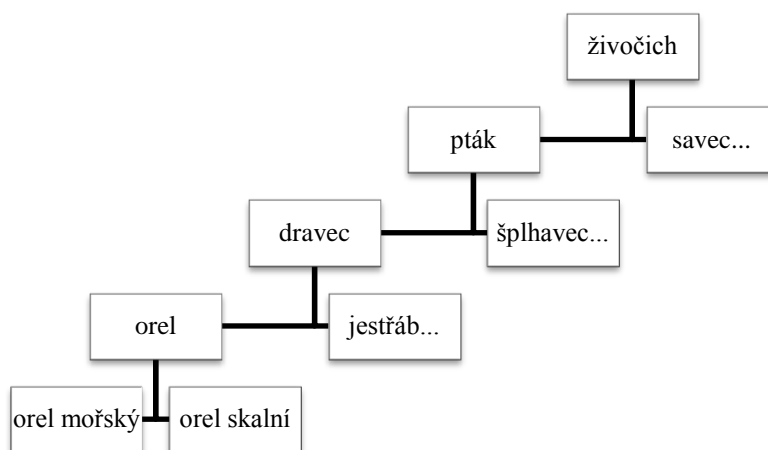 živočich
pták
savec...
dravec
šplhavec...
orel
jestřáb...
orel mořský
orel skalní